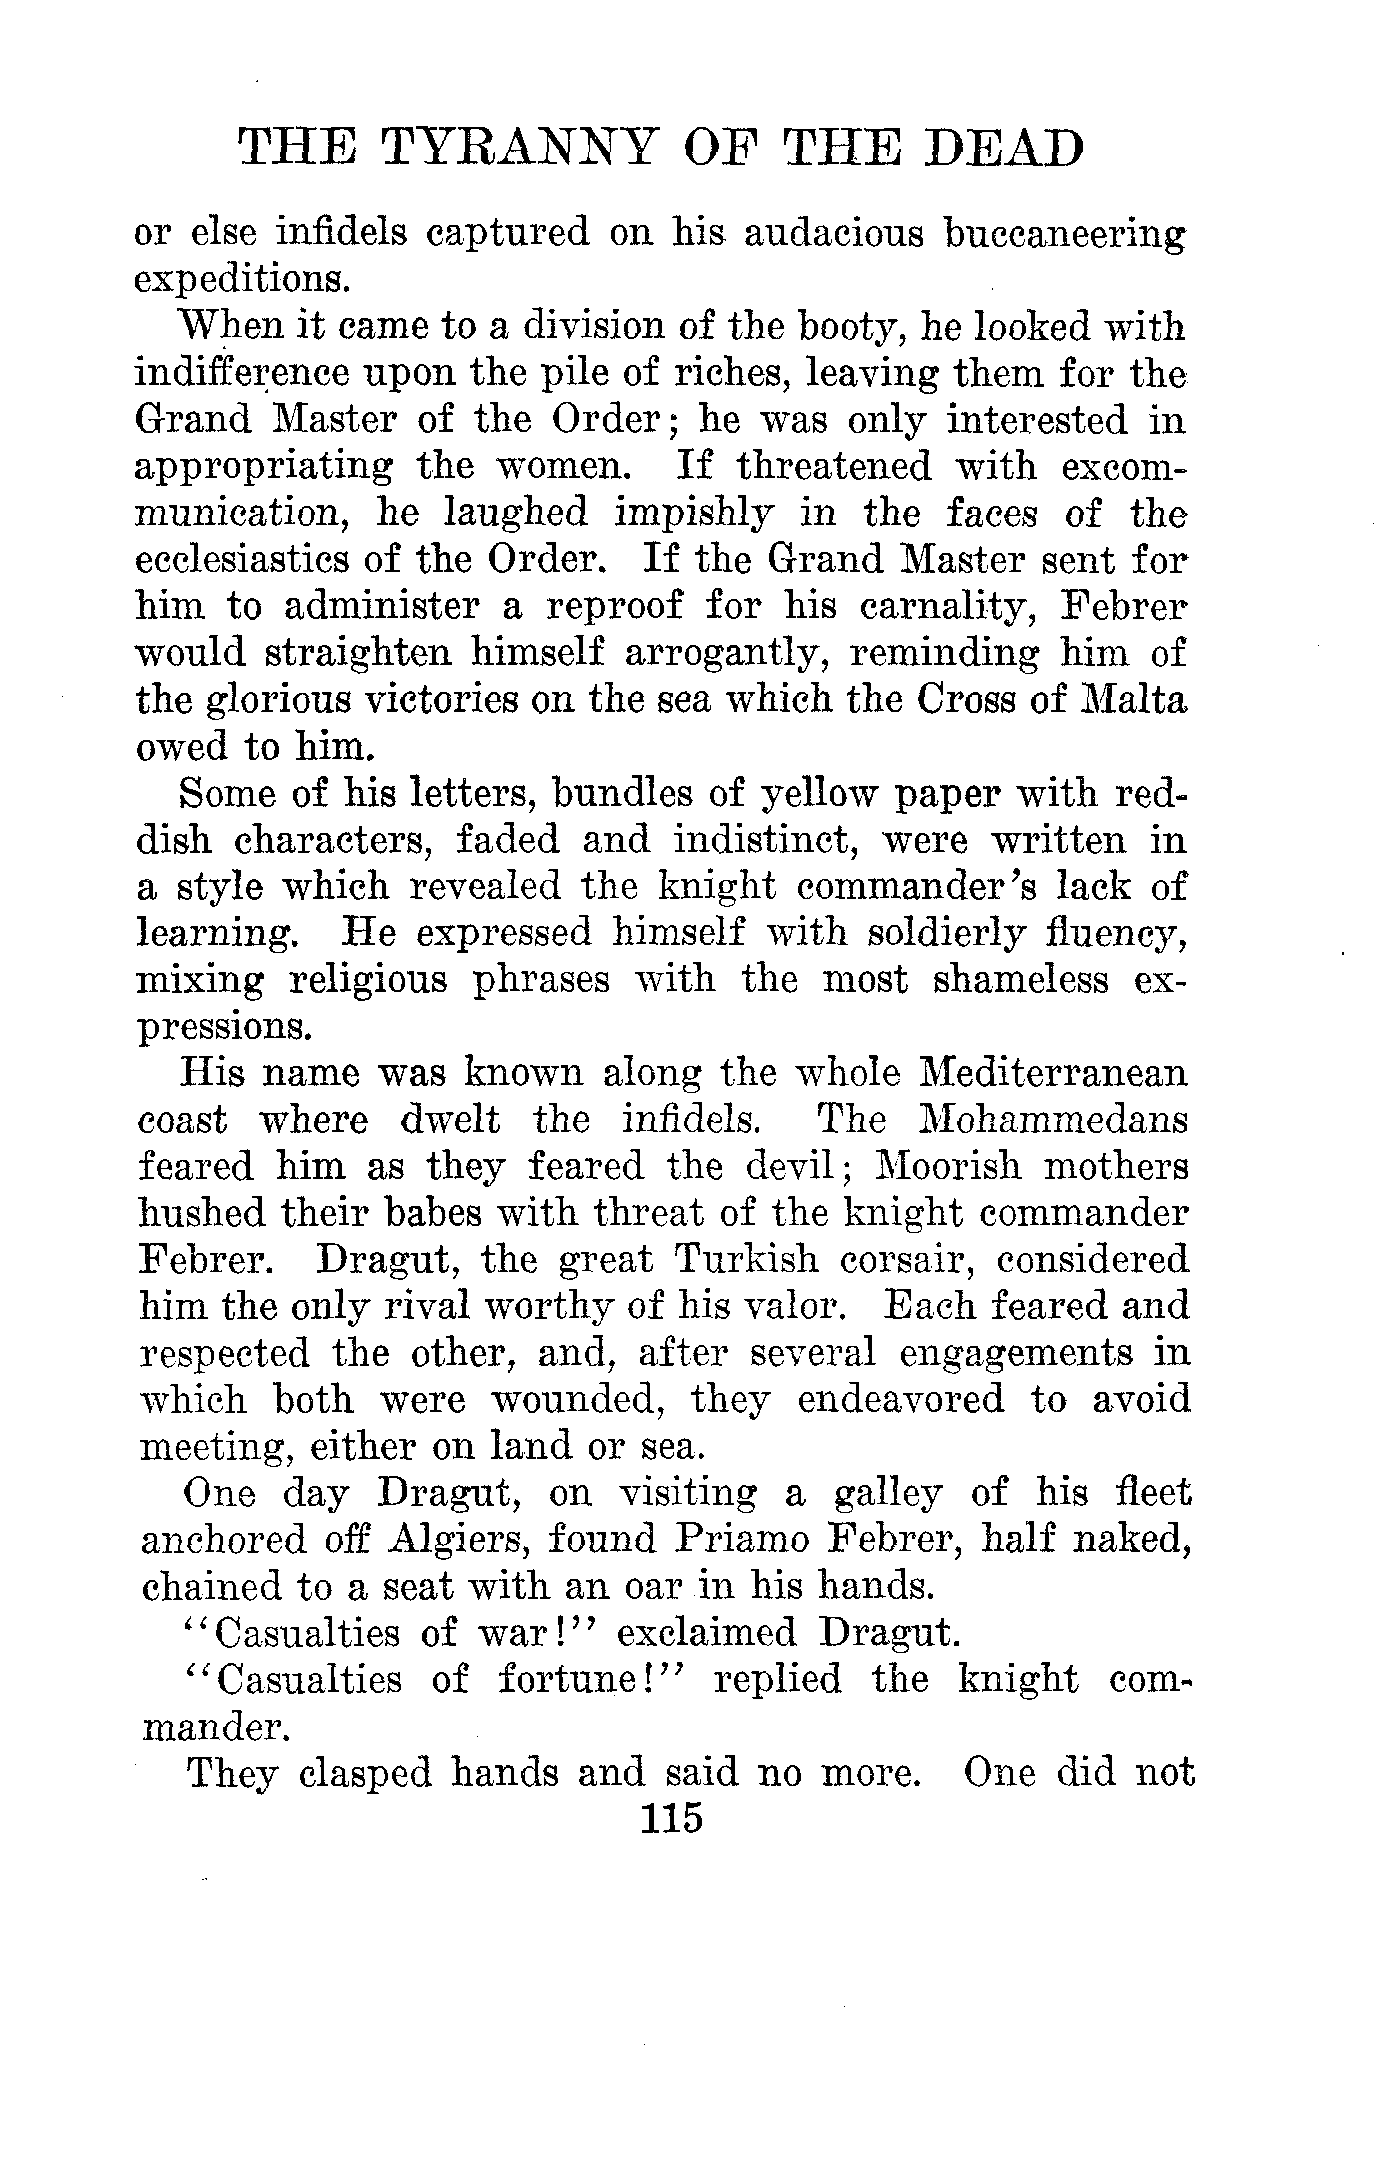 THE TYRANNY OF THE DEAD
or else infidels captured on his audacious buccaneering
expeditions.
When it came to a division of the booty, he looked with
indifference upon the pile of riches, leaving them for the
Grand Master of the Order; he was only interested in
appropriating the women. If threatened with excom-
munication, he laughed impishly in the faces of the
ecclesiastics of the Order. If the Grand Master sent for
him to administer a reproof for his carnality, Febrer
would straighten himself arrogantly, reminding him of
the glorious victories on the sea which the Cross of Malta
owed to him.
Some of his letters, bundles of yellow paper with red-
dish characters, faded and indistinct, were written in
a style which revealed the knight commander's lack of
learning. He expressed himself with soldierly fluency,
mixing religious phrases with the most shameless ex-
pressions.
His name was known along the whole Mediterranean
coast where dwelt the infidels. The Mohammedans
feared him as they feared the devil; Moorish mothers
hushed their babes with threat of the knight commander
Febrer. Dragut, the great Turkish corsair, considered
him the only rival worthy of his valor. Each feared and
respected the other, and, after several engagements in
which both were wounded, they endeavored to avoid
meeting, either on land or sea.
One day Dragut, on visiting a galley of his fleet
anchored off Algiers, found Priamo Febrer, half naked,
chained to a seat with an oar in his hands.
"Casualties of war!" exclaimed Dragut.
"Casualties of fortune!" replied the knight com-
mander.
They clasped hands and said no more. One did not
115